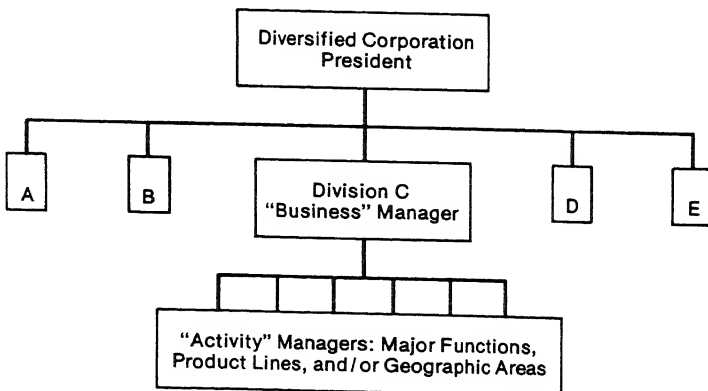 Diversified Corporation
President
A
B
Division C
"Business" Manager
D
E
"Activity" Managers: Major Functions,
Product Lines, and/or Geographic Areas